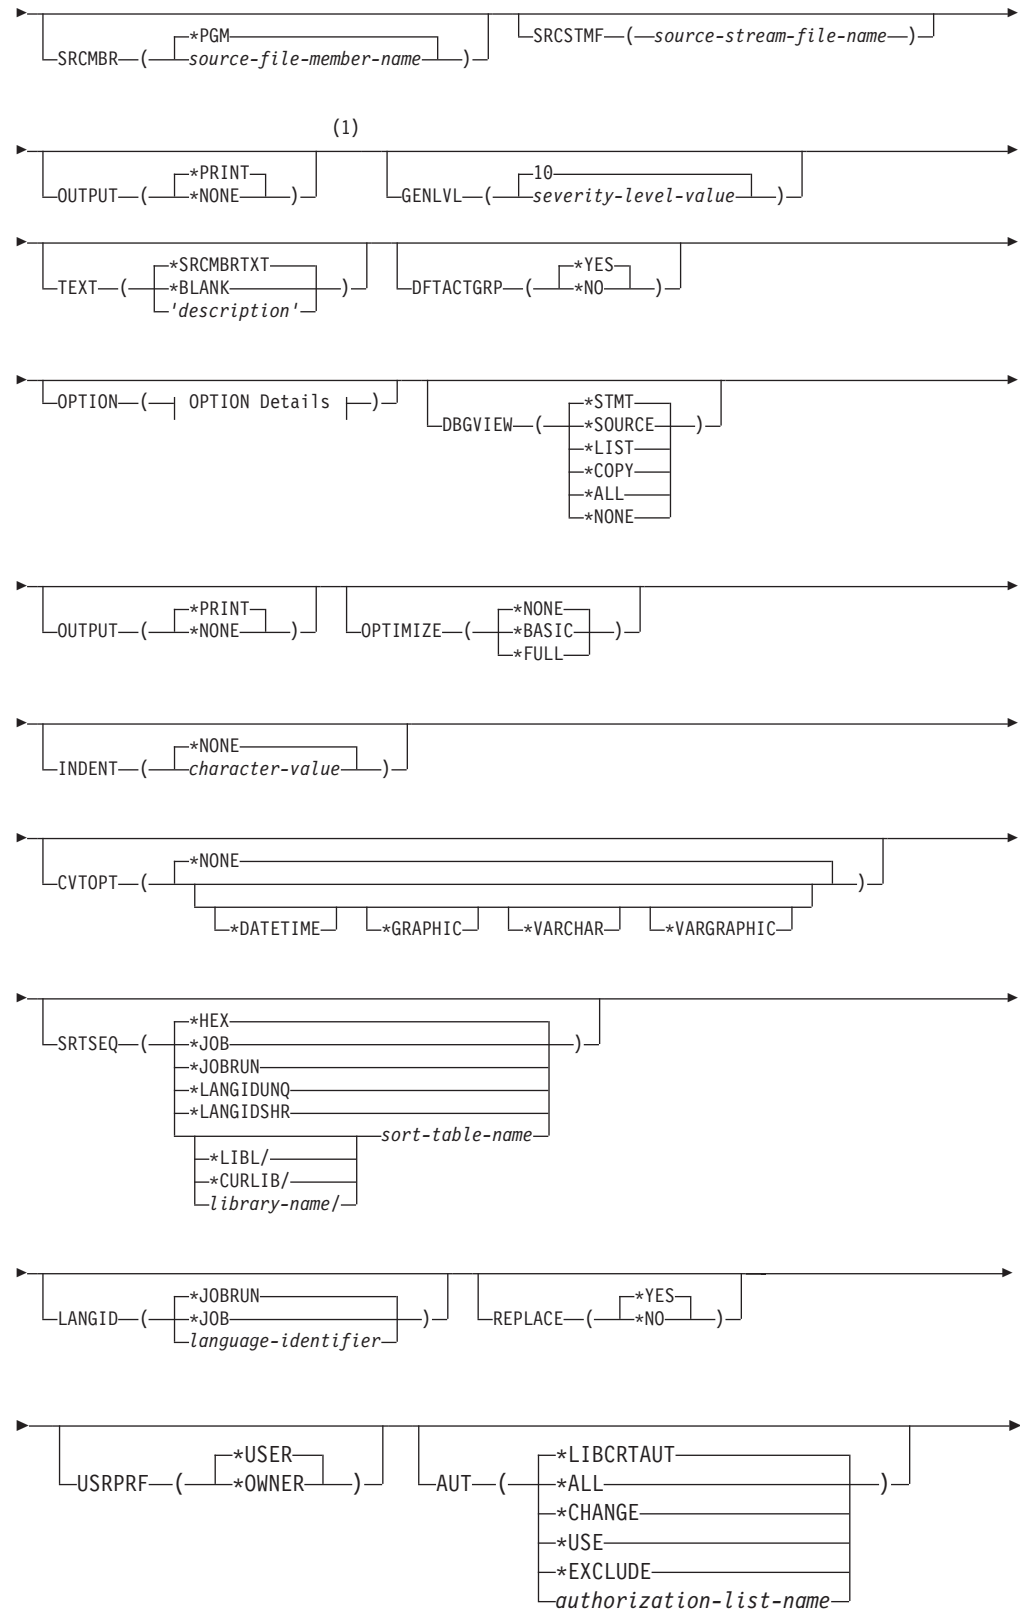 SRCMBR ( *PGM source-file-member-name ) SRCSTMF ( source-stream-file-name )
(1)
OUTPUT ( *PRINT *NONE ) GENLVL ( 10 severity-level-value )
TEXT ( *SRCMBRTXT *BLANK 'description' ) DFTACTGRP ( *YES *NO )
OPTION ( OPTION Details ) DBGVIEW ( *STMT *SOURCE *LIST *COPY *ALL *NONE )
OUTPUT ( *PRINT *NONE ) OPTIMIZE ( *NONE *BASIC *FULL )
INDENT ( *NONE character-value )
CVTOPT ( *NONE *DATETIME *GRAPHIC *VARCHAR *VARGRAPHIC )
SRTSEQ ( *HEX *JOB *JOBRUN *LANGIDUNQ *LANGIDSHR *LIBL/ *CURLIB/ library-name/ sort-table-name )
LANGID ( *JOBRUN *JOB language-identifier ) REPLACE ( *YES *NO )
USRPRF ( *USER *OWNER ) AUT ( *LIBCRTAUT *ALL *CHANGE *USE *EXCLUDE authorization-list-name )